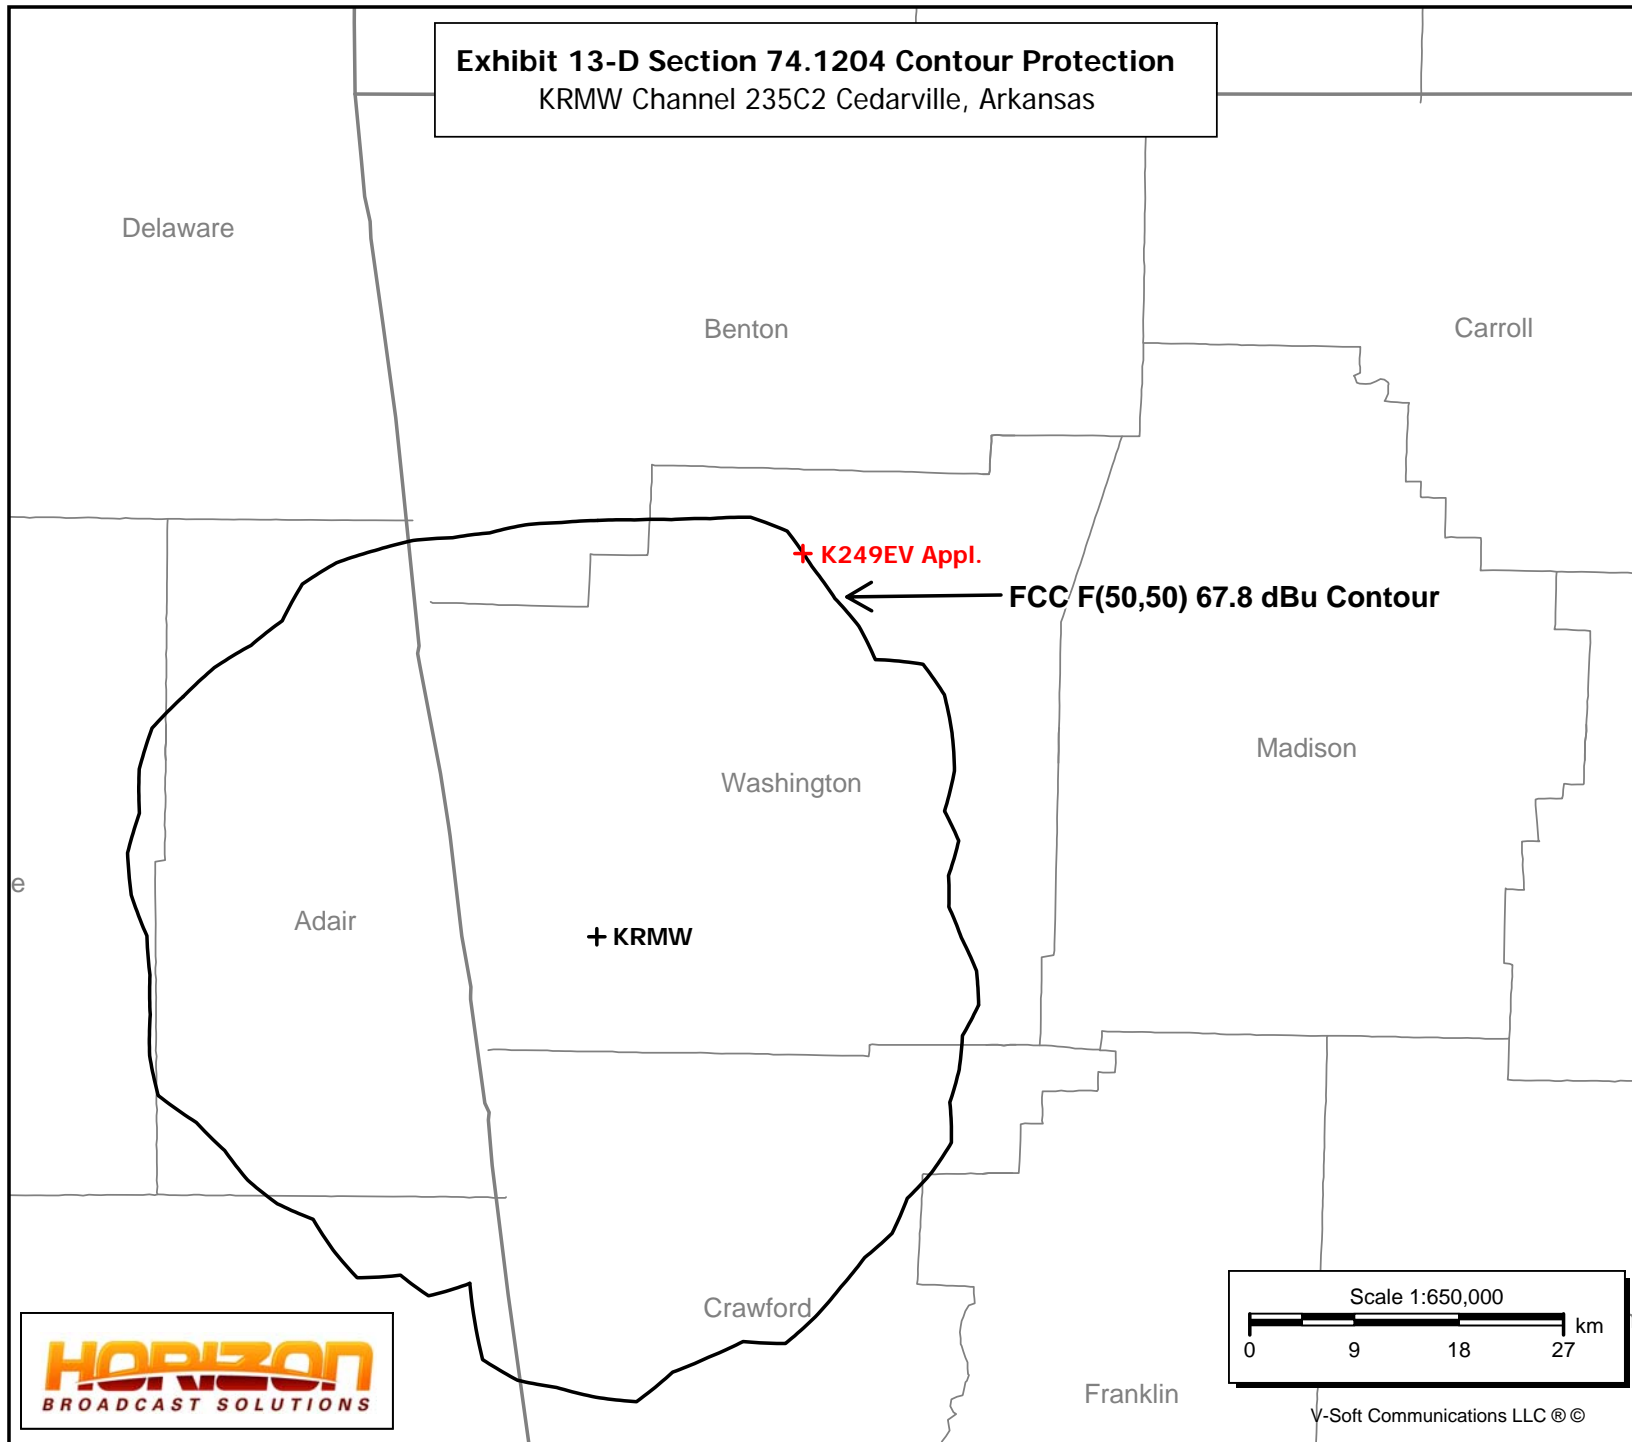 Exhibit 13-D Section 74.1204 Contour Protection
KRMW Channel 235C2 Cedarville, Arkansas
Delaware
Benton
Carroll
K249EV Appl.
FCC F(50,50) 67.8 dBu Contour
Madison
Washington
e
Adair
KRMW
Crawford
Franklin
Scale 1:650,000
km
0 9 18 27
V-Soft Communications LLC ® ©
HORIZON
BROADCAST SOLUTIONS